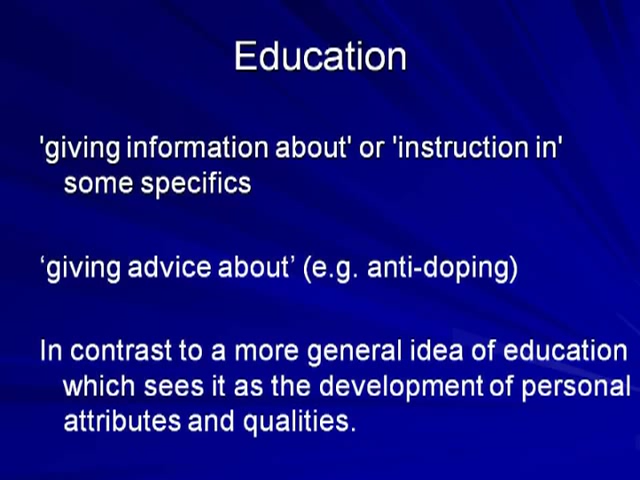 Education
'giving information about' or 'instruction in'
some specifics
‘giving advice about’ (e.g. anti-doping)
In contrast to a more general idea of education
which sees it as the development of personal
attributes and qualities.